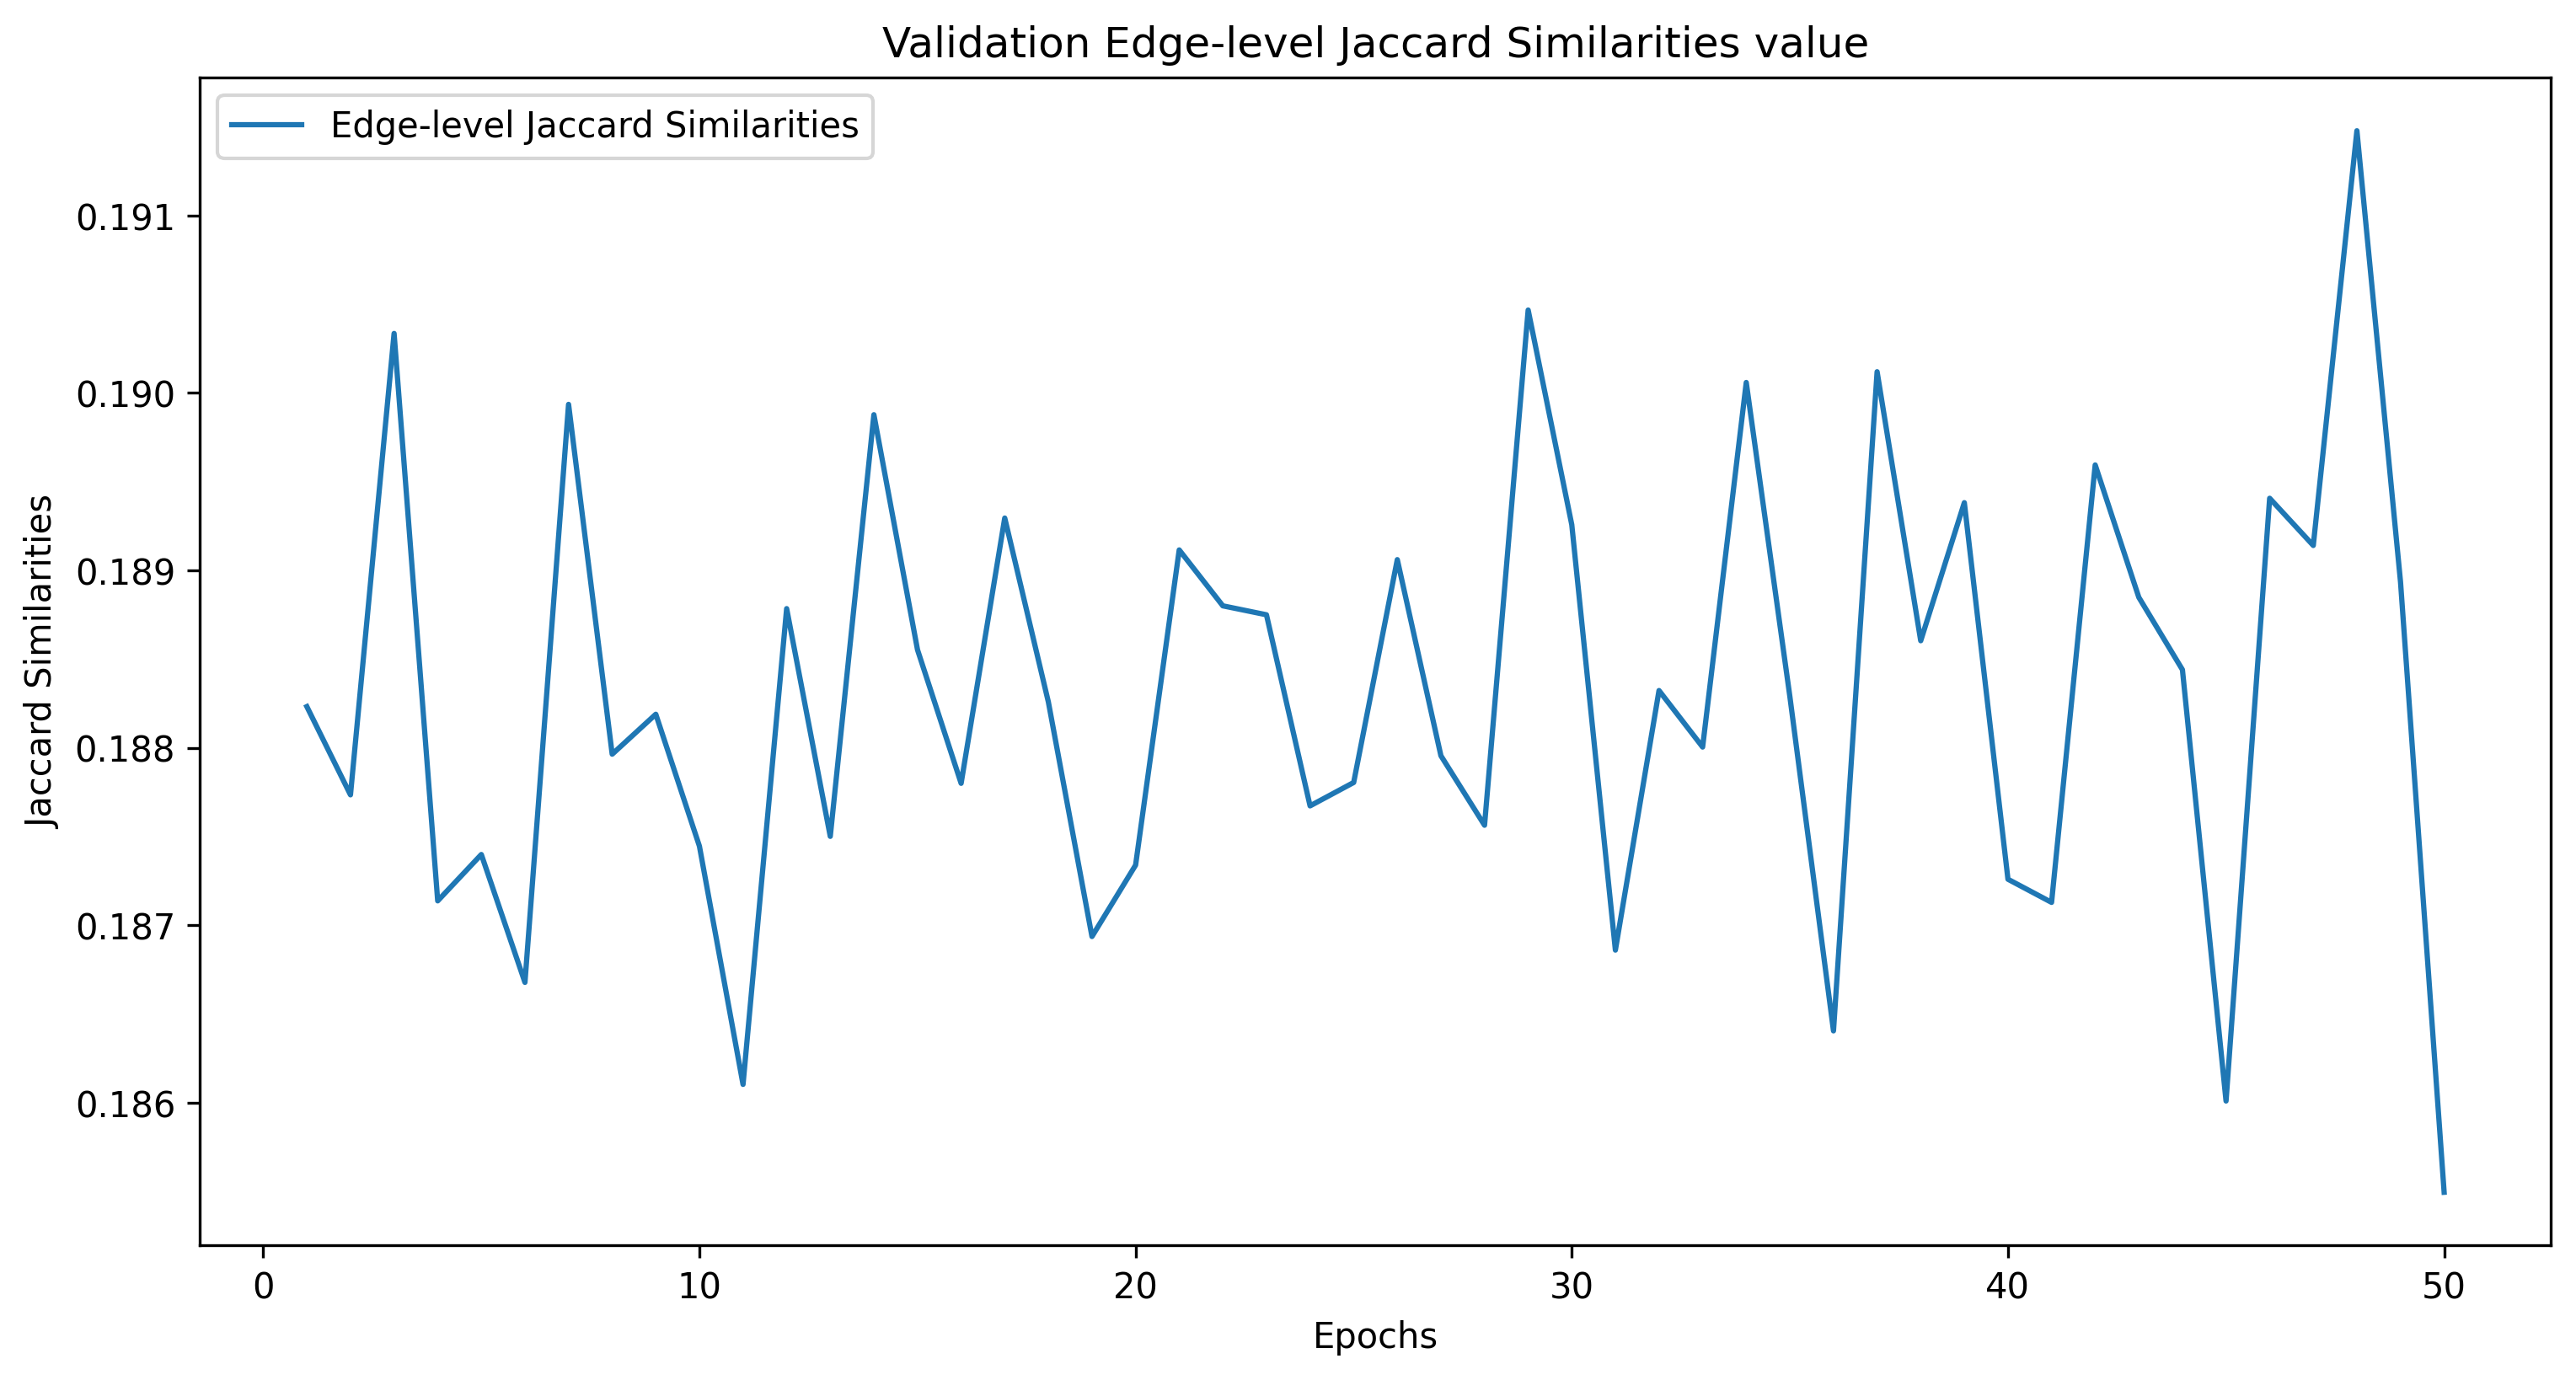 Validation Edge-level Jaccard Similarities value
Edge-level Jaccard Similarities
Jaccard Similarities
0.191
0.190
0.189
0.188
0.187
0.186
0 10 20 30 40 50
Epochs